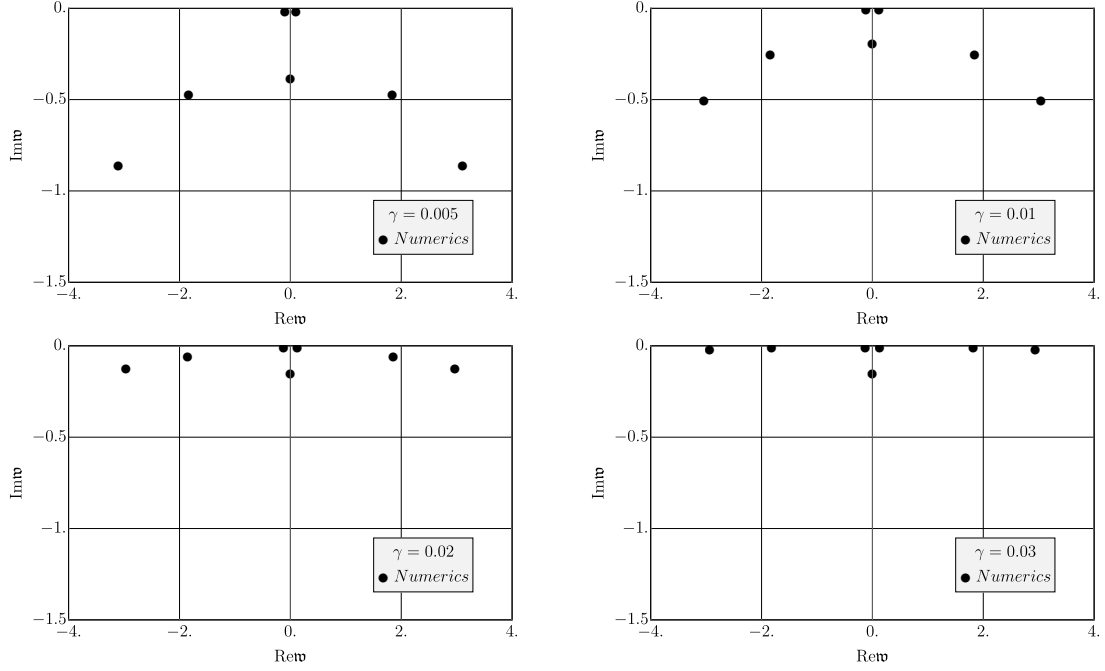 0.
−0.5
−1.
−1.5
−4.
−2.
0.
2.
4.
Im𝔴
Re𝔴
γ = 0.005
Numerics
0.
−0.5
−1.
−1.5
−4.
−2.
0.
2.
4.
Im𝔴
Re𝔴
γ = 0.01
Numerics
0.
−0.5
−1.
−1.5
−4.
−2.
0.
2.
4.
Im𝔴
Re𝔴
γ = 0.02
Numerics
0.
−0.5
−1.
−1.5
−4.
−2.
0.
2.
4.
Im𝔴
Re𝔴
γ = 0.03
Numerics